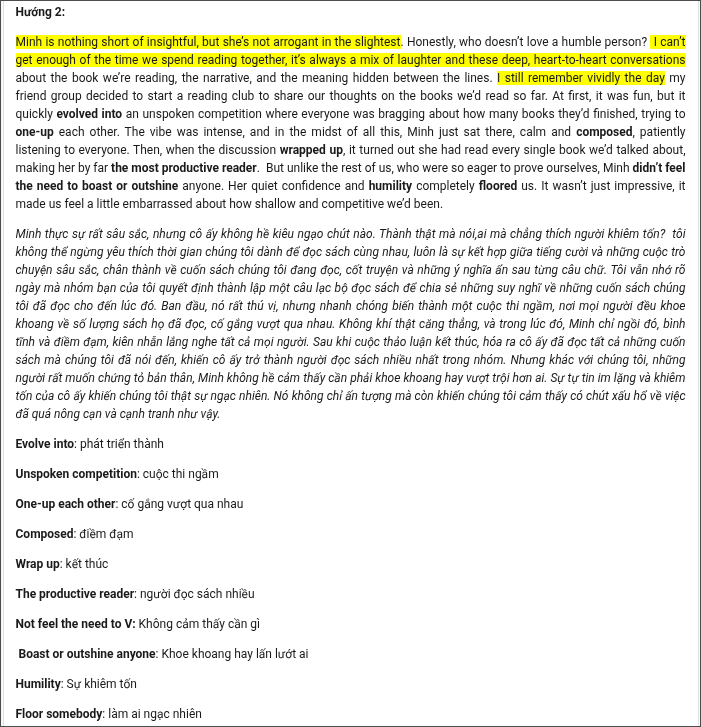 Hướng 2:
Minh is nothing short of insightful, but she's not arrogant in the slightest. Honestly, who doesn't love a humble person?  I can't
get enough of the time we spend reading together, it's always a mix of laughter and these deep, heart-to-heart conversations
about the book we're reading, the narrative, and the meaning hidden between the lines. I still remember vividly the day my
friend group decided to start a reading club to share our thoughts on the books we'd read so far. At first, it was fun, but it
quickly evolved into an unspoken competition where everyone was bragging about how many books they'd finished, trying to
one-up each other. The vibe was intense, and in the midst of all this, Minh just sat there, calm and composed, patiently
listening to everyone. Then, when the discussion wrapped up, it turned out she had read every single book we'd talked about,
making her by far the most productive reader.  But unlike the rest of us, who were so eager to prove ourselves, Minh didn't feel
the need to boast or outshine anyone. Her quiet confidence and humility completely floored us. It wasn't just impressive, it
made us feel a little embarrassed about how shallow and competitive we'd been.
Minh thực sự rất sâu sắc, nhưng cô ấy không hề kiêu ngạo chút nào. Thành thật mà nói,ai mà chẳng thích người khiêm tốn?  tôi
không thể ngừng yêu thích thời gian chúng tôi dành để đọc sách cùng nhau, luôn là sự kết hợp giữa tiếng cười và những cuộc trò
chuyện sâu sắc, chân thành về cuốn sách chúng tôi đang đọc, cốt truyện và những ý nghĩa ẩn sau từng câu chữ. Tôi vẫn nhớ rõ
ngày mà nhóm bạn của tôi quyết định thành lập một câu lạc bộ đọc sách để chia sẻ những suy nghĩ về những cuốn sách chúng
tôi đã đọc cho đến lúc đó. Ban đầu, nó rất thú vị, nhưng nhanh chóng biến thành một cuộc thi ngầm, nơi mọi người đều khoe
khoang về số lượng sách họ đã đọc, cố gắng vượt qua nhau. Không khí thật căng thẳng, và trong lúc đó, Minh chỉ ngồi đó, bình
tĩnh và điềm đạm, kiên nhẫn lắng nghe tất cả mọi người. Sau khi cuộc thảo luận kết thúc, hóa ra cô ấy đã đọc tất cả những cuốn
sách mà chúng tôi đã nói đến, khiến cô ấy trở thành người đọc sách nhiều nhất trong nhóm. Nhưng khác với chúng tôi, những
người rất muốn chứng tỏ bản thân, Minh không hề cảm thấy cần phải khoe khoang hay vượt trội hơn ai. Sự tự tin im lặng và khiêm
tốn của cô ấy khiến chúng tôi thật sự ngạc nhiên. Nó không chỉ ấn tượng mà còn khiến chúng tôi cảm thấy có chút xấu hổ về việc
đã quá nông cạn và cạnh tranh như vậy.
Evolve into: phát triển thành
Unspoken competition: cuộc thi ngầm
One-up each other: cố gắng vượt qua nhau
Composed: điềm đạm
Wrap up: kết thúc
The productive reader: người đọc sách nhiều
Not feel the need to V: Không cảm thấy cần gì
Boast or outshine anyone: Khoe khoang hay lấn lướt ai
Humility: Sự khiêm tốn
Floor somebody: làm ai ngạc nhiên